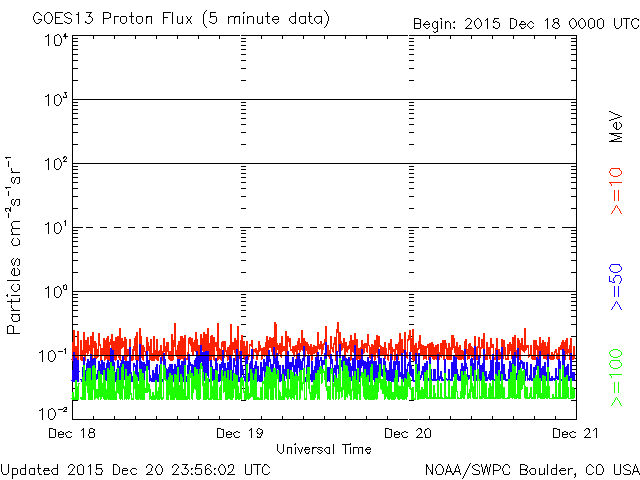 GOES13 Proton Flux (5 minute data)
Begin: 2015 Dec 18 0000 UTC
10⁴
10³
10²
10¹
10⁰
10⁻¹
10⁻²
Particles cm⁻²s⁻¹sr⁻¹
MeV
>=10
>=50
>=100
Dec 18 Dec 19 Dec 20 Dec 21
Universal Time
Updated 2015 Dec 20 23:56:02 UTC
NOAA/SWPC Boulder, CO USA